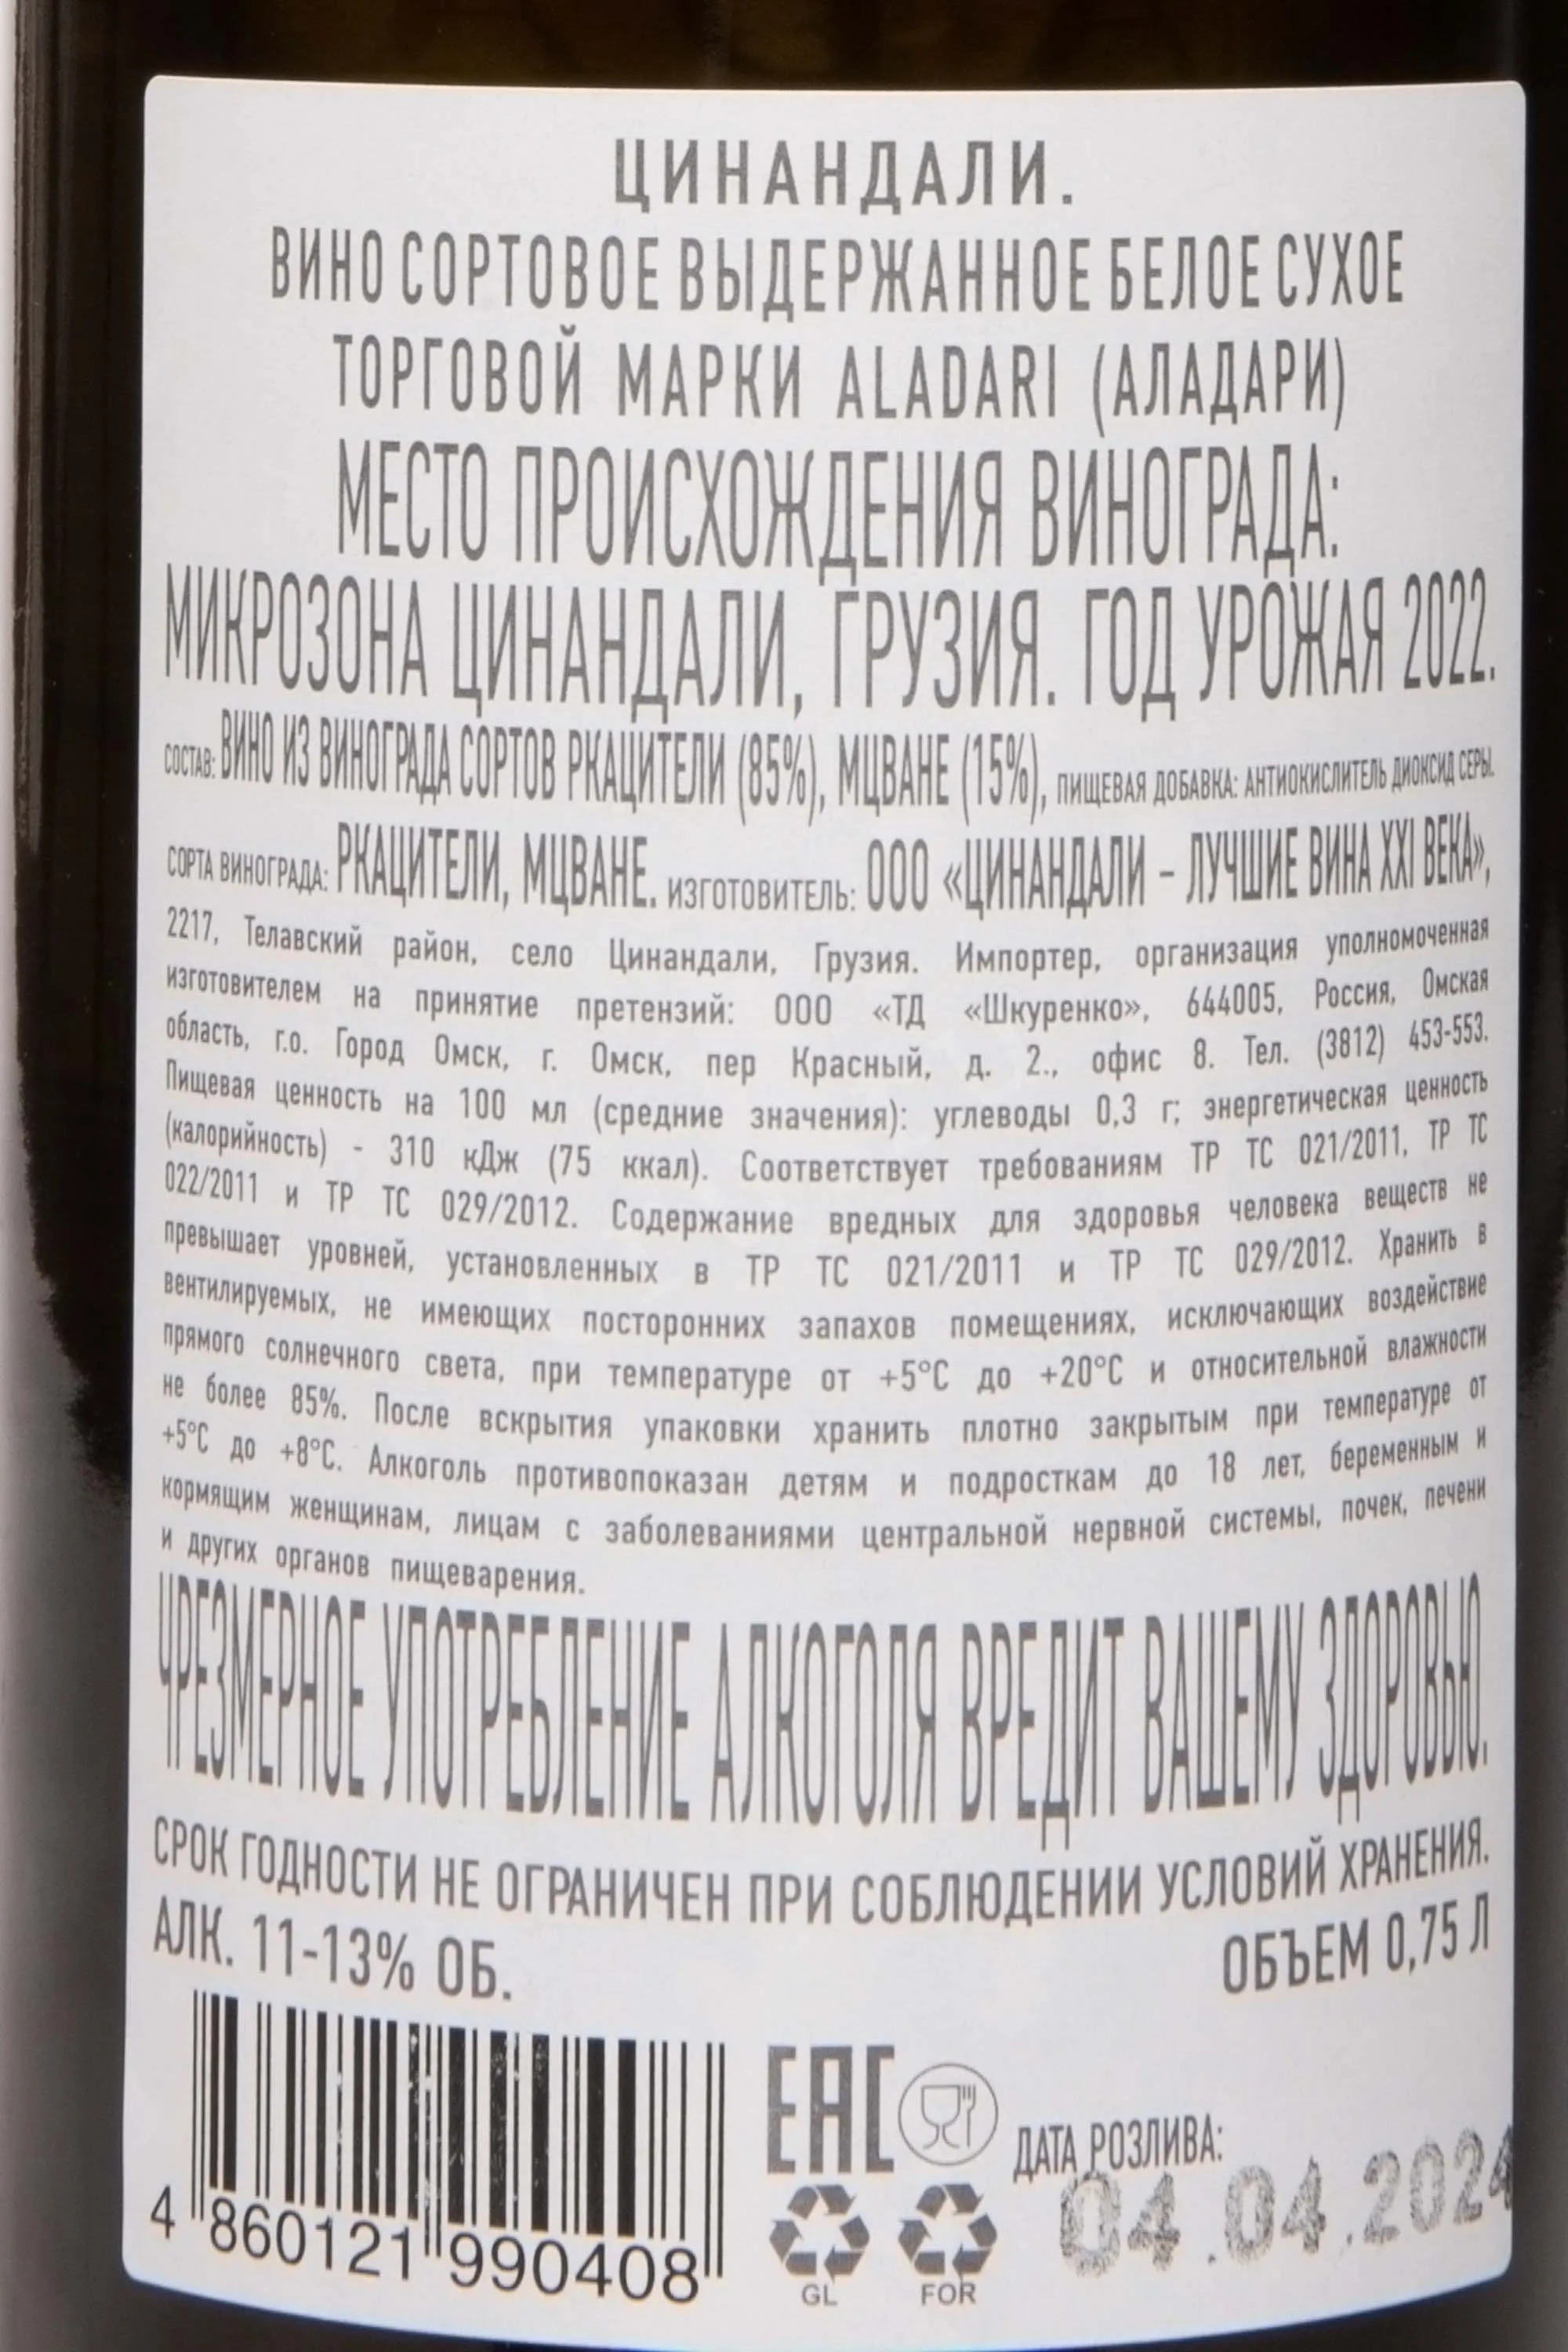 ЦИНАНДАЛИ.
ВИНО СОРТОВОЕ ВЫДЕРЖАННОЕ БЕЛОЕ СУХОЕ
ТОРГОВОЙ МАРКИ ALADARI (АЛАДАРИ)
МЕСТО ПРОИСХОЖДЕНИЯ ВИНОГРАДА:
МИКРОЗОНА ЦИНАНДАЛИ, ГРУЗИЯ. ГОД УРОЖАЯ 2022.
СОСТАВ: ВИНО ИЗ ВИНОГРАДА СОРТОВ РКАЦИТЕЛИ (85%), МЦВАНЕ (15%), ПИЩЕВАЯ ДОБАВКА: АНТИОКИСЛИТЕЛЬ ДИОКСИД СЕРЫ.
СОРТА ВИНОГРАДА: РКАЦИТЕЛИ, МЦВАНЕ. ИЗГОТОВИТЕЛЬ: ООО «ЦИНАНДАЛИ – ЛУЧШИЕ ВИНА XXI ВЕКА»,
2217, Телавский район, село Цинандали, Грузия. Импортер, организация уполномоченная
изготовителем на принятие претензий: ООО «ТД «Шкуренко», 644005, Россия, Омская
область, г.о. Город Омск, г. Омск, пер Красный, д. 2., офис 8. Тел. (3812) 453-553.
Пищевая ценность на 100 мл (средние значения): углеводы 0,3 г; энергетическая ценность
(калорийность) - 310 кДж (75 ккал). Соответствует требованиям ТР ТС 021/2011, ТР ТС
022/2011 и ТР ТС 029/2012. Содержание вредных для здоровья человека веществ не
превышает уровней, установленных в ТР ТС 021/2011 и ТР ТС 029/2012. Хранить в
вентилируемых, не имеющих посторонних запахов помещениях, исключающих воздействие
прямого солнечного света, при температуре от +5°С до +20°С и относительной влажности
не более 85%. После вскрытия упаковки хранить плотно закрытым при температуре от
+5°С до +8°С. Алкоголь противопоказан детям и подросткам до 18 лет, беременным и
кормящим женщинам, лицам с заболеваниями центральной нервной системы, почек, печени
и других органов пищеварения.
ЧРЕЗМЕРНОЕ УПОТРЕБЛЕНИЕ АЛКОГОЛЯ ВРЕДИТ ВАШЕМУ ЗДОРОВЬЮ.
СРОК ГОДНОСТИ НЕ ОГРАНИЧЕН ПРИ СОБЛЮДЕНИИ УСЛОВИЙ ХРАНЕНИЯ.
АЛК. 11-13% ОБ.
ОБЪЕМ 0,75 Л
EAC
ДАТА РОЗЛИВА:
04.04.2024
4 860121 990408
GL
FOR